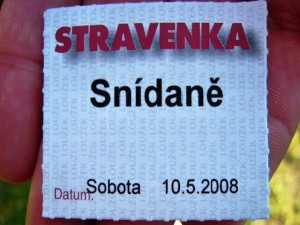 STRAVENKA
Snídaně
Datum: Sobota 10.5.2008